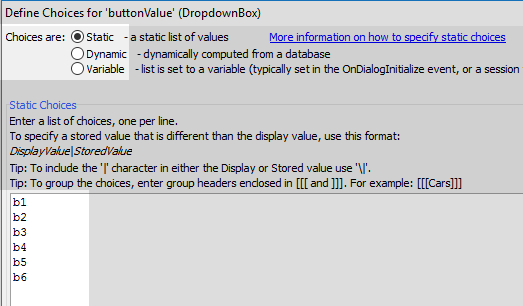 Define Choices for 'buttonValue' (DropdownBox)
Choices are: Static - a static list of values More information on how to specify static choices
Dynamic - dynamically computed from a database
Variable - list is set to a variable (typically set in the OnDialogInitialize event, or a session
Static Choices
Enter a list of choices, one per line.
To specify a stored value that is different than the display value, use this format:
DisplayValue|StoredValue
Tip: To include the '|' character in either the Display or Stored value use '\|'.
Tip: To group the choices, enter group headers enclosed in [[[ and ]]]. For example: [[[Cars]]]
b1
b2
b3
b4
b5
b6